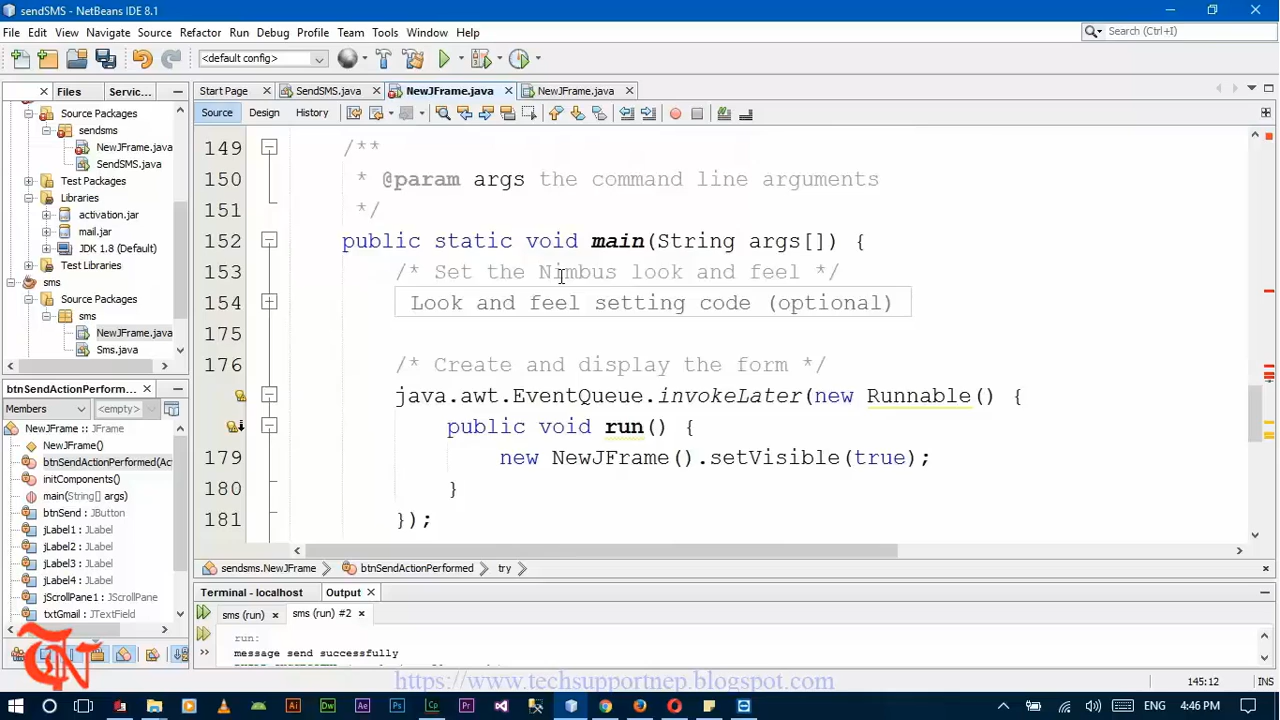 sendSMS - NetBeans IDE 8.1
File Edit View Navigate Source Refactor Run Debug Profile Team Tools Window Help
Search (Ctrl+I)
<default config>
Files Servic...
Start Page SendSMS.java NewJFrame.java NewJFrame.java
Source Design History
Source Packages
sendsms
NewJFrame.java
SendSMS.java
Test Packages
Libraries
activation.jar
mail.jar
JDK 1.8 (Default)
Test Libraries
sms
Source Packages
sms
NewJFrame.java
Sms.java
149 /**
150 * @param args the command line arguments
151 */
152 public static void main(String args[]) {
153 /* Set the Nimbus look and feel */
154 Look and feel setting code (optional)
175
176 /* Create and display the form */
java.awt.EventQueue.invokeLater(new Runnable() {
public void run() {
179 new NewJFrame().setVisible(true);
180 }
181 });
btnSendActionPerform...
Members <empty>
NewJFrame :: JFrame
NewJFrame()
btnSendActionPerformed(Ac
initComponents()
main(String[] args)
btnSend : JButton
jLabel1 : JLabel
jLabel2 : JLabel
jLabel3 : JLabel
jLabel4 : JLabel
jScrollPane1 : JScrollPane
txtGmail : JTextField
sendsms.NewJFrame btnSendActionPerformed try
Terminal - localhost Output
sms (run) sms (run) #2
run:
message send successfully
https://www.techsupportnep.blogspot.com
145:12 INS
ENG 4:46 PM